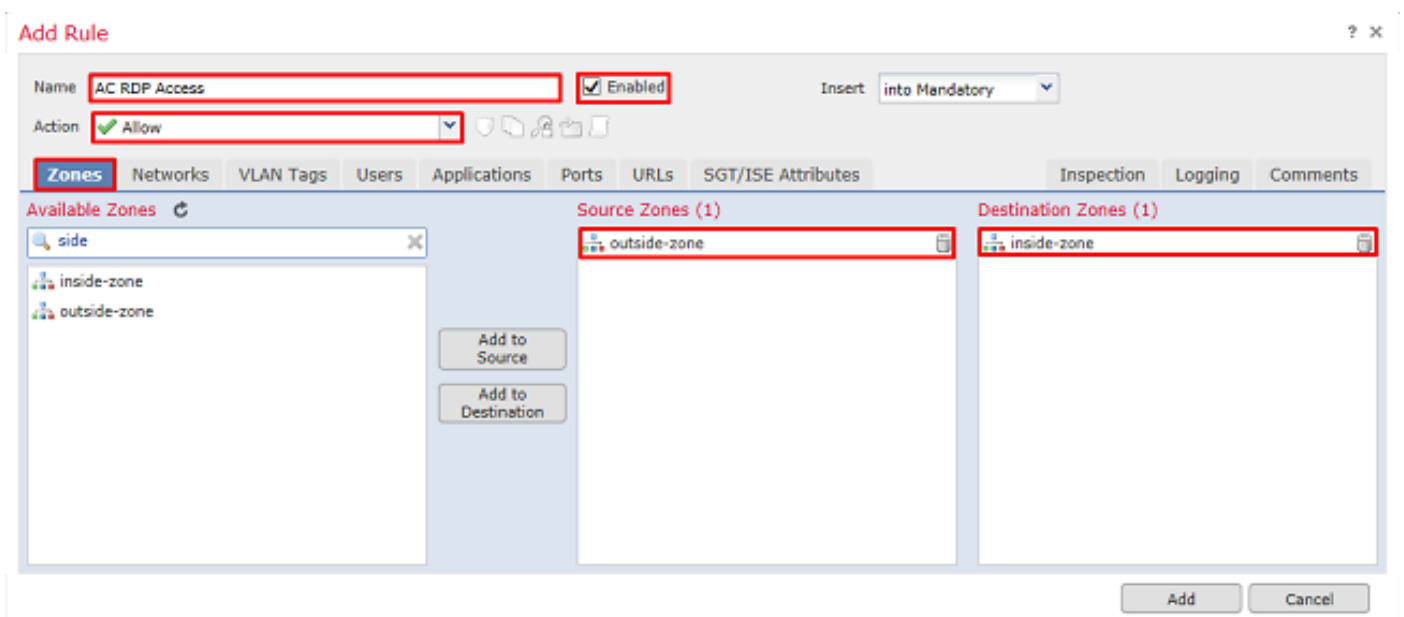 Add Rule ? ×
Name AC RDP Access Enabled Insert into Mandatory
Action Allow
Zones Networks VLAN Tags Users Applications Ports URLs SGT/ISE Attributes Inspection Logging Comments
Available Zones Source Zones (1) Destination Zones (1)
side outside-zone inside-zone
inside-zone
outside-zone
Add to
Source
Add to
Destination
Add Cancel